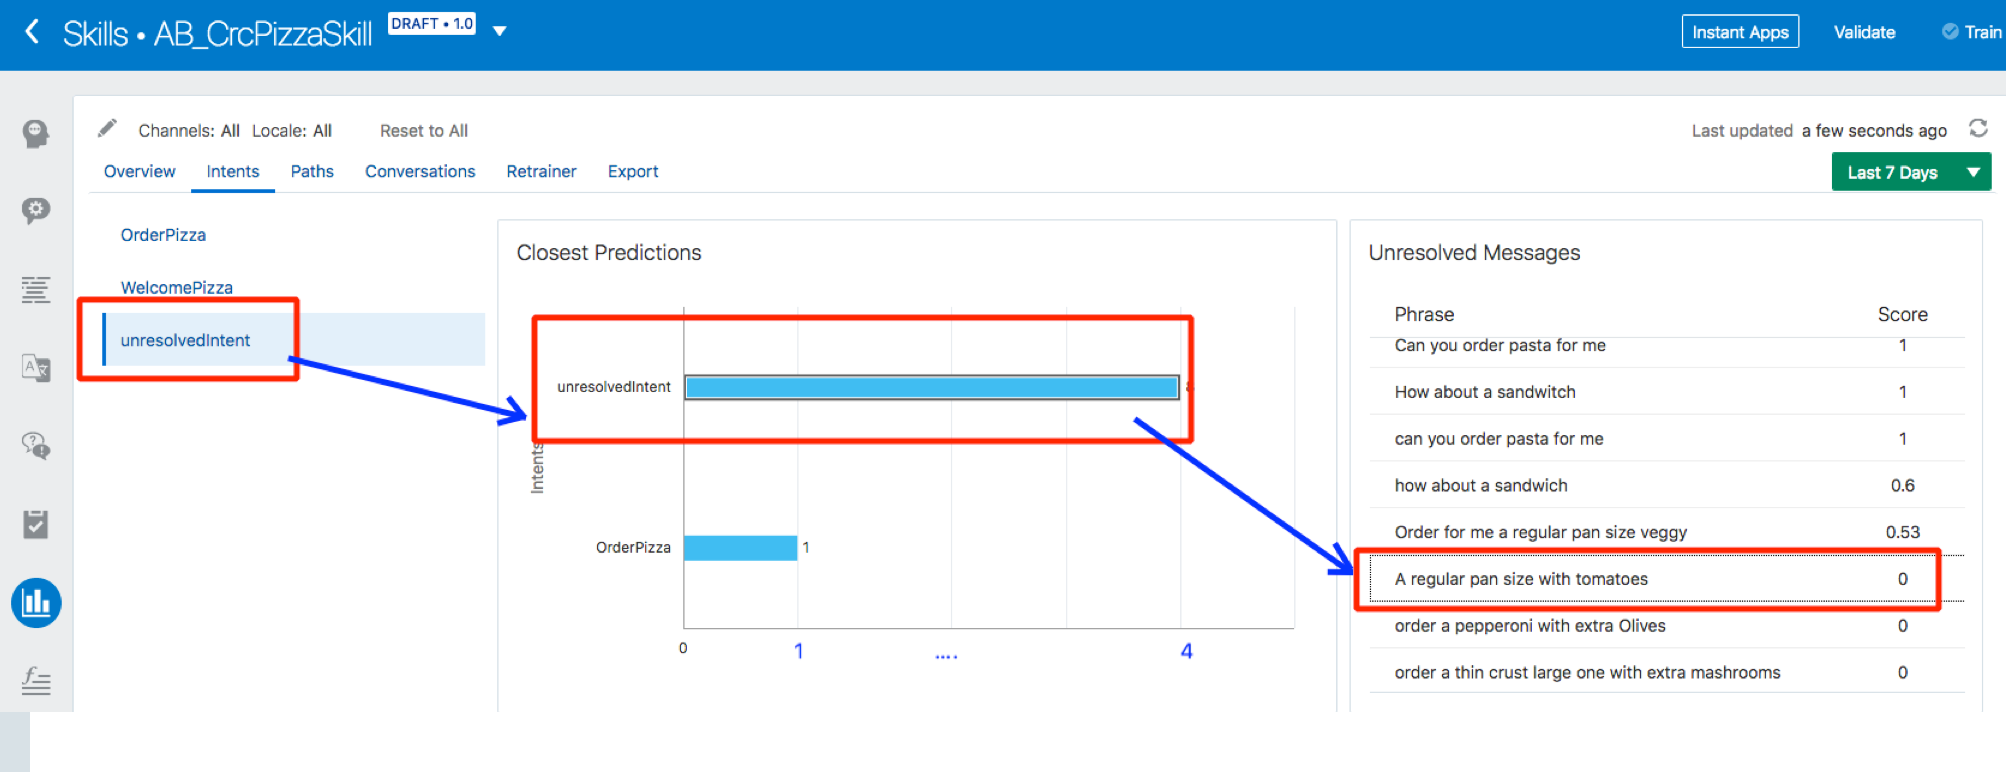 Skills • AB_CrcPizzaSkill DRAFT • 1.0
Instant Apps Validate Train
Channels: All Locale: All Reset to All
Last updated a few seconds ago
Overview Intents Paths Conversations Retrainer Export
Last 7 Days
OrderPizza
WelcomePizza
unresolvedIntent
Closest Predictions
Intents
unresolvedIntent
OrderPizza 1
0 1 .... 4
Unresolved Messages
Phrase Score
Can you order pasta for me 1
How about a sandwitch 1
can you order pasta for me 1
how about a sandwich 0.6
Order for me a regular pan size veggy 0.53
A regular pan size with tomatoes 0
order a pepperoni with extra Olives 0
order a thin crust large one with extra mashrooms 0